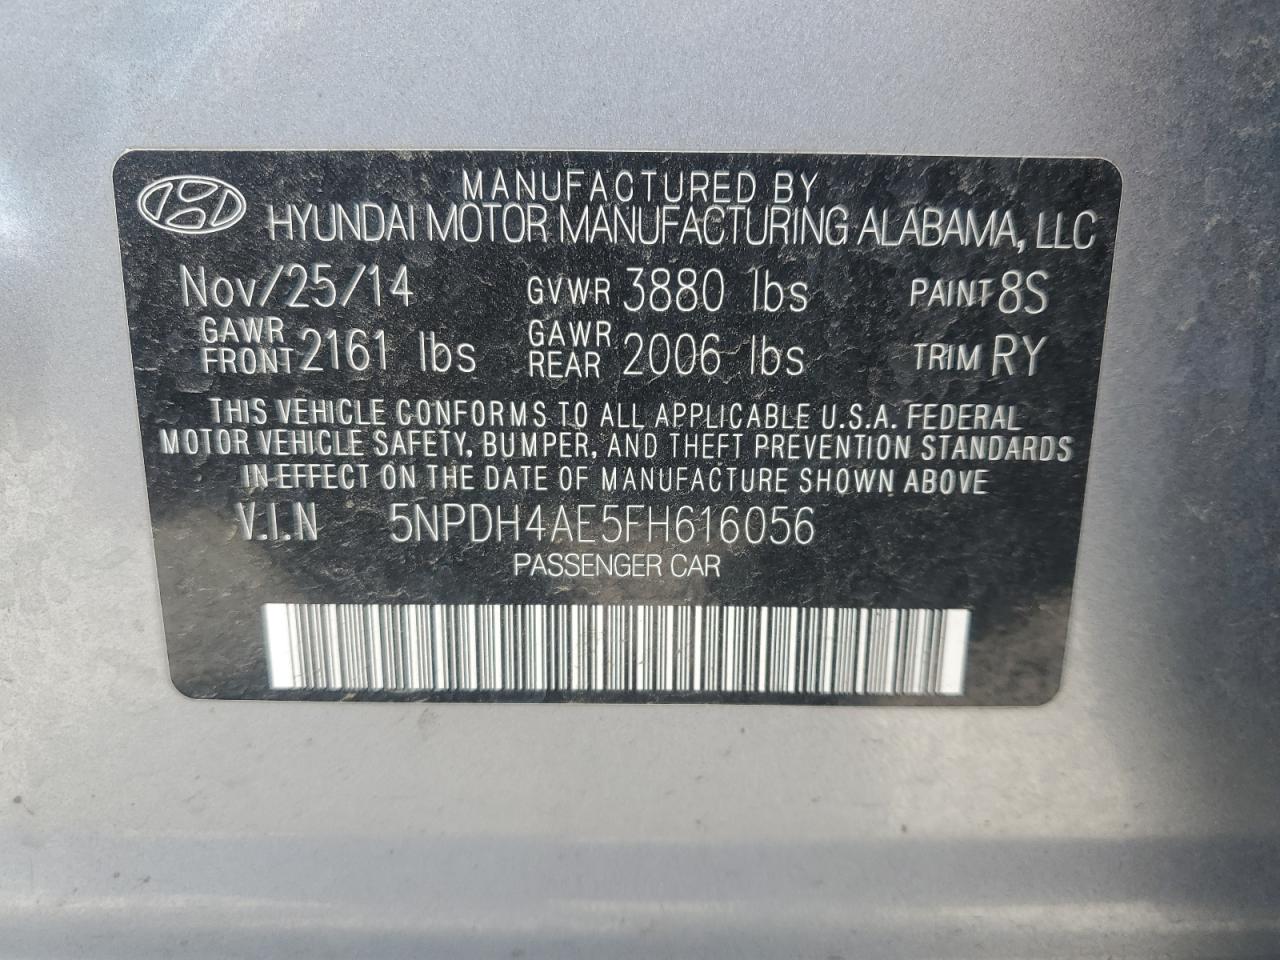 MANUFACTURED BY
HYUNDAI MOTOR MANUFACTURING ALABAMA, LLC
Nov/25/14 GVWR 3880 lbs PAINT 8S
GAWR FRONT 2161 lbs GAWR REAR 2006 lbs TRIM RY
THIS VEHICLE CONFORMS TO ALL APPLICABLE U.S.A. FEDERAL
MOTOR VEHICLE SAFETY, BUMPER, AND THEFT PREVENTION STANDARDS
IN EFFECT ON THE DATE OF MANUFACTURE SHOWN ABOVE
V.I.N 5NPDH4AE5FH616056
PASSENGER CAR